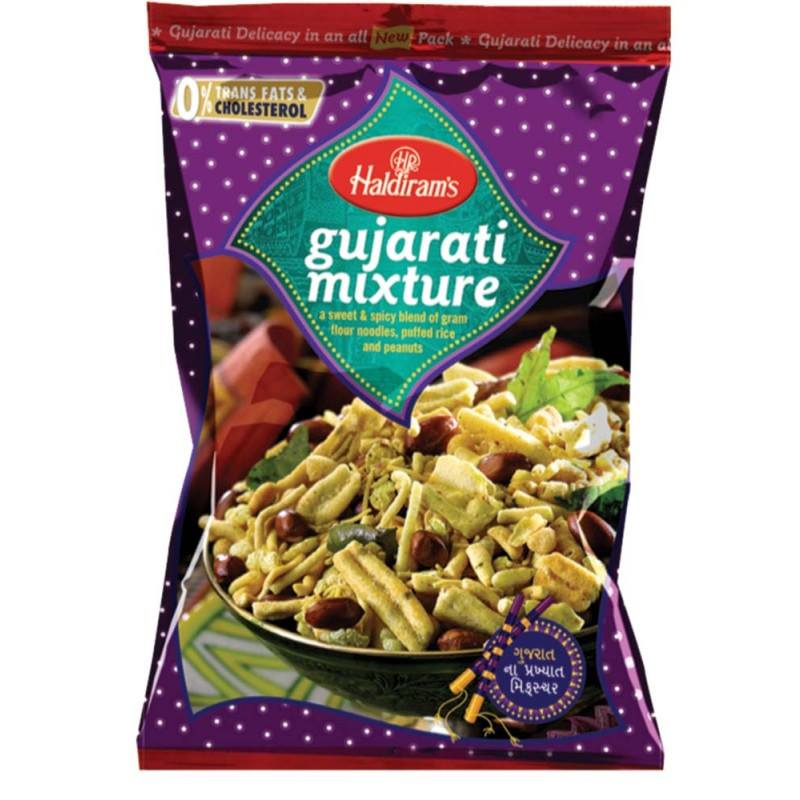 * Gujarati Delicacy in an all New Pack * Gujarati Delicacy in an a
0% TRANS FATS &
CHOLESTEROL
HR
Haldiram's
gujarati
mixture
a sweet & spicy blend of gram
flour noodles, puffed rice
and peanuts
ગુજરાત
ના પ્રખ્યાત
મિક્સ્ચર